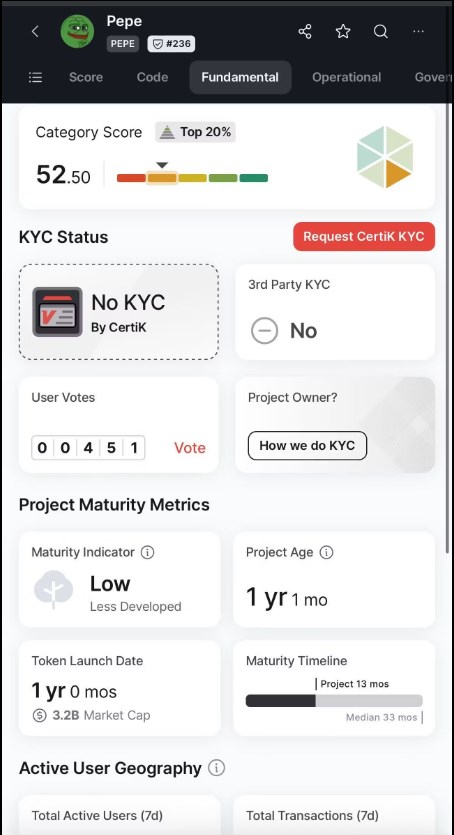 Pepe
PEPE #236
Score Code Fundamental Operational Gover
Category Score Top 20%
52.50
KYC Status Request CertiK KYC
No KYC
By CertiK
3rd Party KYC
No
User Votes
0 0 4 5 1 Vote
Project Owner?
How we do KYC
Project Maturity Metrics
Maturity Indicator
Low
Less Developed
Project Age
1 yr 1 mo
Token Launch Date
1 yr 0 mos
3.2B Market Cap
Maturity Timeline
Project 13 mos
Median 33 mos
Active User Geography
Total Active Users (7d)
Total Transactions (7d)